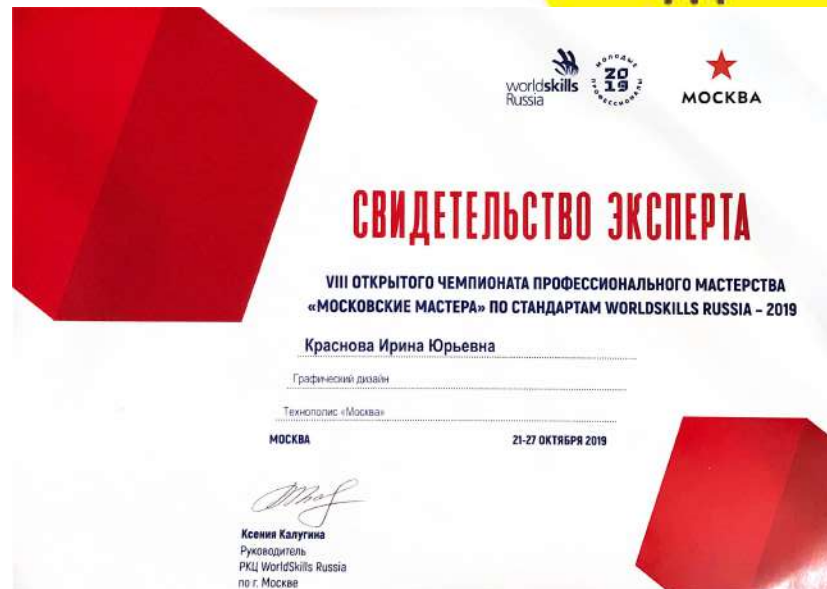 worldskills
Russia
МОЛОДЫЕ
2019
ПРОФЕССИОНАЛЫ
МОСКВА
СВИДЕТЕЛЬСТВО ЭКСПЕРТА
VIII ОТКРЫТОГО ЧЕМПИОНАТА ПРОФЕССИОНАЛЬНОГО МАСТЕРСТВА
«МОСКОВСКИЕ МАСТЕРА» ПО СТАНДАРТАМ WORLDSKILLS RUSSIA – 2019
Краснова Ирина Юрьевна
Графический дизайн
Технополис «Москва»
МОСКВА 21-27 ОКТЯБРЯ 2019
Ксения Калугина
Руководитель
РКЦ WorldSkills Russia
по г. Москве